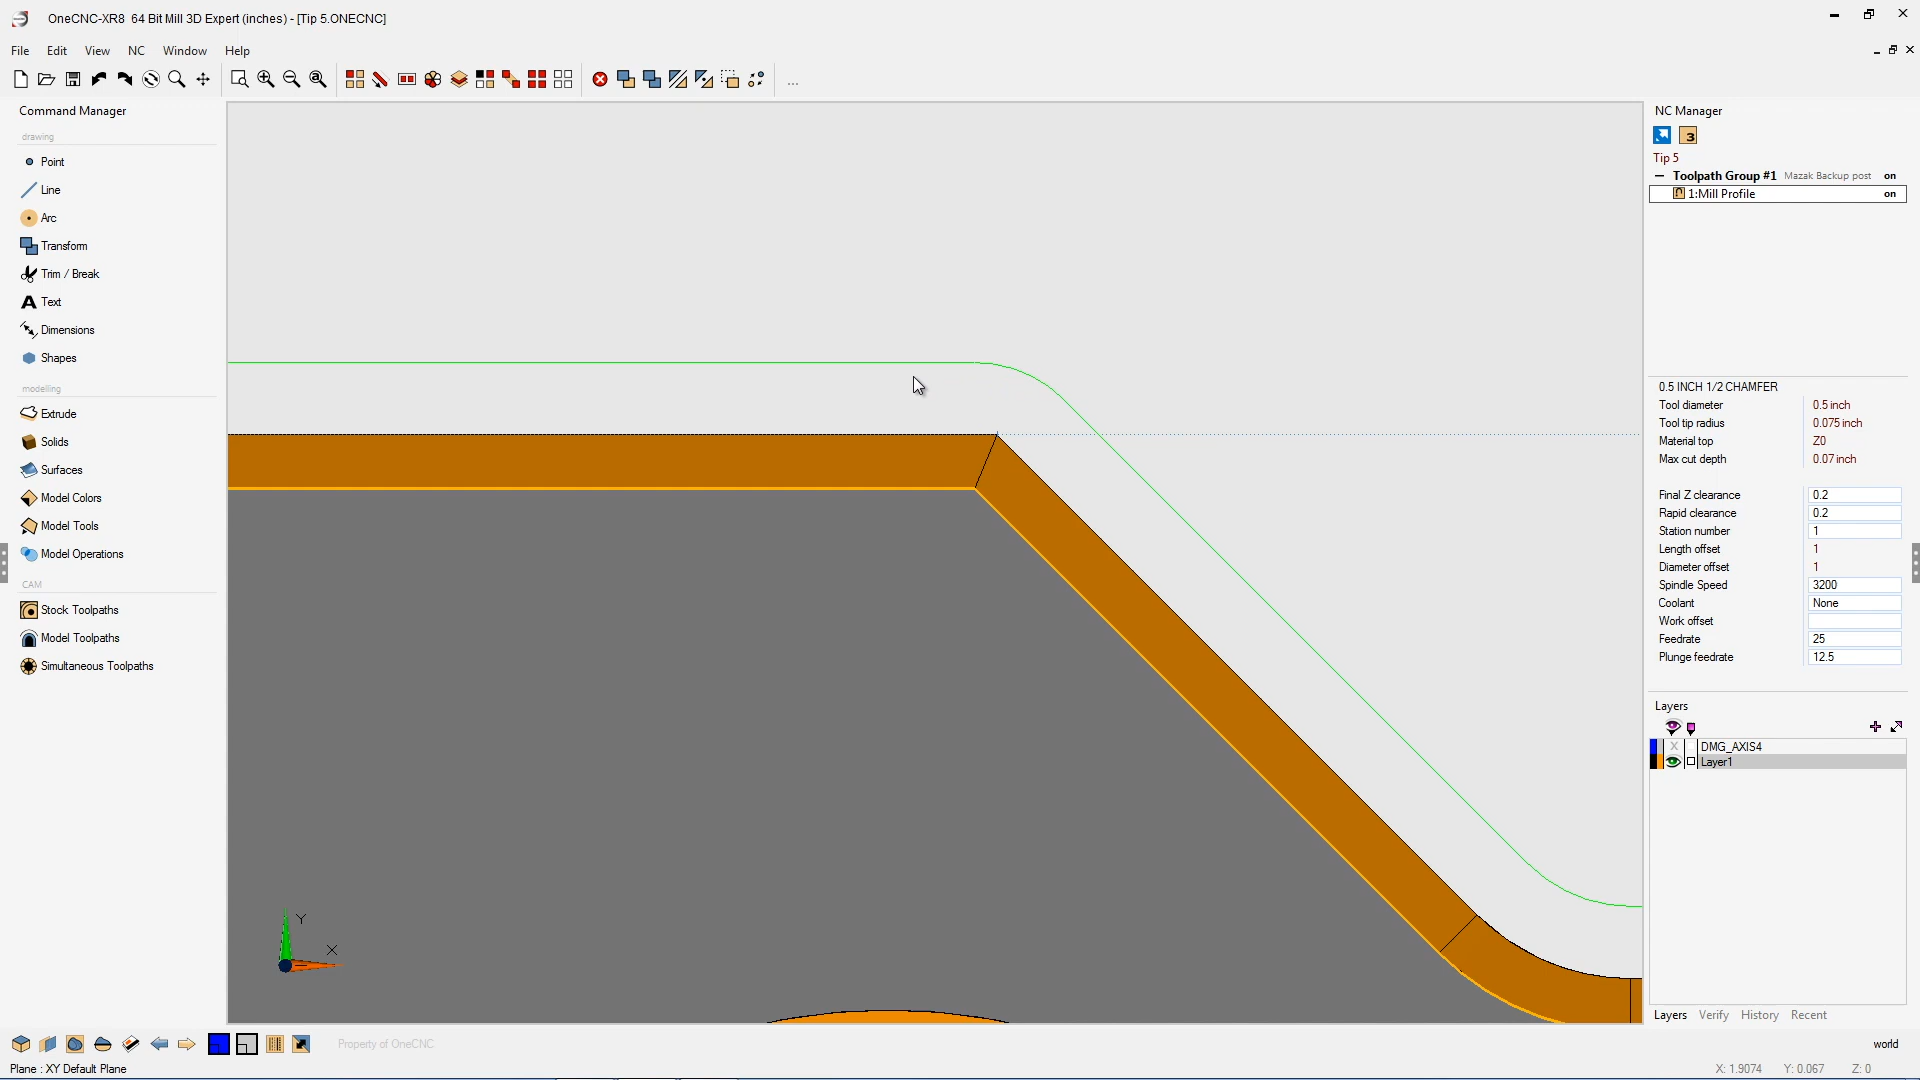 OneCNC-XR8 64 Bit Mill 3D Expert (inches) - [Tip 5.ONECNC]
File Edit View NC Window Help
...
Command Manager
drawing
Point
Line
Arc
Transform
Trim / Break
Text
Dimensions
Shapes
modelling
Extrude
Solids
Surfaces
Model Colors
Model Tools
Model Operations
CAM
Stock Toolpaths
Model Toolpaths
Simultaneous Toolpaths
Y
X
NC Manager
3
Tip 5
Toolpath Group #1 Mazak Backup post on
1:Mill Profile on
0.5 INCH 1/2 CHAMFER
Tool diameter 0.5 inch
Tool tip radius 0.075 inch
Material top Z0
Max cut depth 0.07 inch
Final Z clearance 0.2
Rapid clearance 0.2
Station number 1
Length offset 1
Diameter offset 1
Spindle Speed 3200
Coolant None
Work offset
Feedrate 25
Plunge feedrate 12.5
Layers
X DMG_AXIS4
Layer1
Layers Verify History Recent
Property of OneCNC
world
Plane : XY Default Plane
X: 1.9074 Y: 0.067 Z: 0